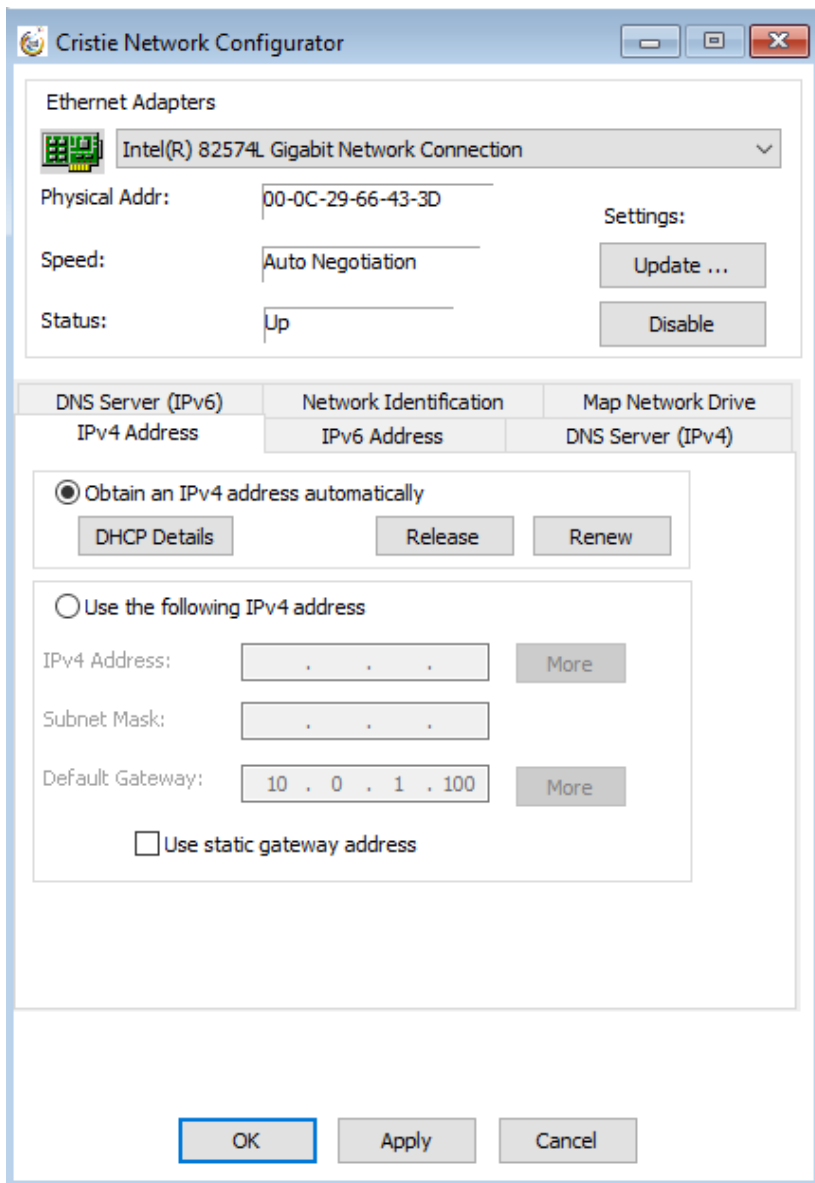 Cristie Network Configurator
Ethernet Adapters
Intel(R) 82574L Gigabit Network Connection
Physical Addr: 00-0C-29-66-43-3D
Settings:
Speed: Auto Negotiation Update ...
Status: Up Disable
DNS Server (IPv6) Network Identification Map Network Drive
IPv4 Address IPv6 Address DNS Server (IPv4)
Obtain an IPv4 address automatically
DHCP Details Release Renew
Use the following IPv4 address
IPv4 Address: . . . More
Subnet Mask: . . .
Default Gateway: 10 . 0 . 1 . 100 More
Use static gateway address
OK Apply Cancel